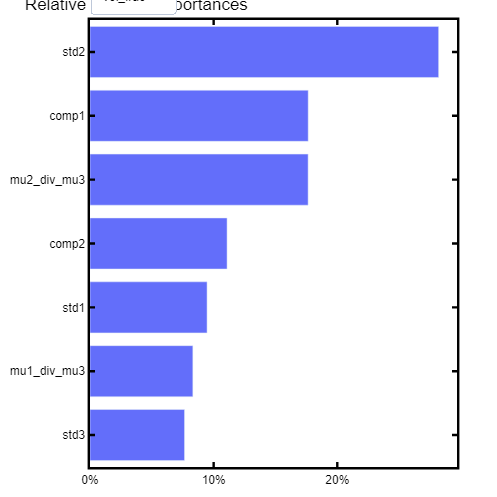 Relative portances
std2
comp1
mu2_div_mu3
comp2
std1
mu1_div_mu3
std3
0% 10% 20%